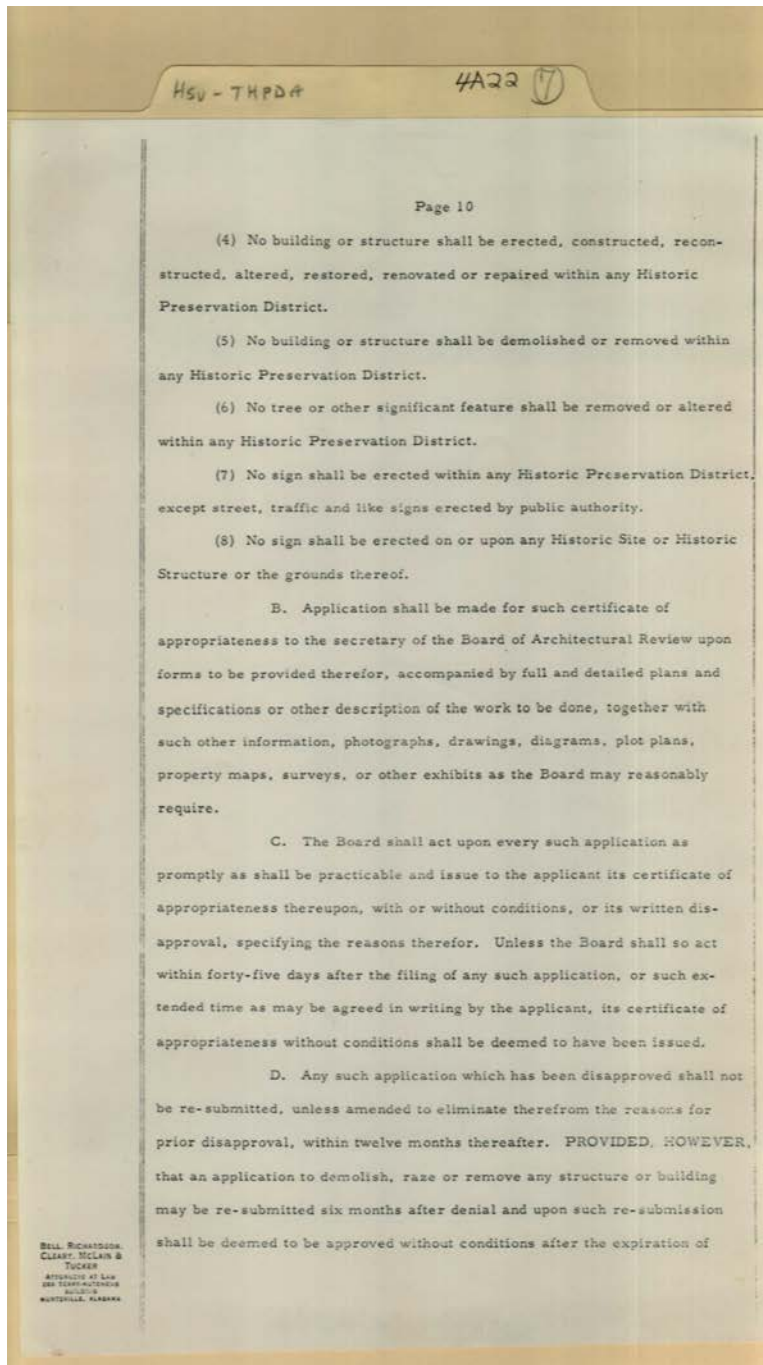 HSV - THPDA
4A22 7
Page 10
(4) No building or structure shall be erected, constructed, recon-
structed, altered, restored, renovated or repaired within any Historic
Preservation District.
(5) No building or structure shall be demolished or removed within
any Historic Preservation District.
(6) No tree or other significant feature shall be removed or altered
within any Historic Preservation District.
(7) No sign shall be erected within any Historic Preservation District,
except street, traffic and like signs erected by public authority.
(8) No sign shall be erected on or upon any Historic Site or Historic
Structure or the grounds thereof.
B. Application shall be made for such certificate of
appropriateness to the secretary of the Board of Architectural Review upon
forms to be provided therefor, accompanied by full and detailed plans and
specifications or other description of the work to be done, together with
such other information, photographs, drawings, diagrams, plot plans,
property maps, surveys, or other exhibits as the Board may reasonably
require.
C. The Board shall act upon every such application as
promptly as shall be practicable and issue to the applicant its certificate of
appropriateness thereupon, with or without conditions, or its written dis-
approval, specifying the reasons therefor. Unless the Board shall so act
within forty-five days after the filing of any such application, or such ex-
tended time as may be agreed in writing by the applicant, its certificate of
appropriateness without conditions shall be deemed to have been issued.
D. Any such application which has been disapproved shall not
be re-submitted, unless amended to eliminate therefrom the reasons for
prior disapproval, within twelve months thereafter. PROVIDED, HOWEVER,
that an application to demolish, raze or remove any structure or building
may be re-submitted six months after denial and upon such re-submission
shall be deemed to be approved without conditions after the expiration of
BELL, RICHARDSON,
CLEARY, MCLAIN &
TUCKER
ATTORNEYS AT LAW
TERRY-HUTCHENS
BUILDING
HUNTSVILLE, ALABAMA